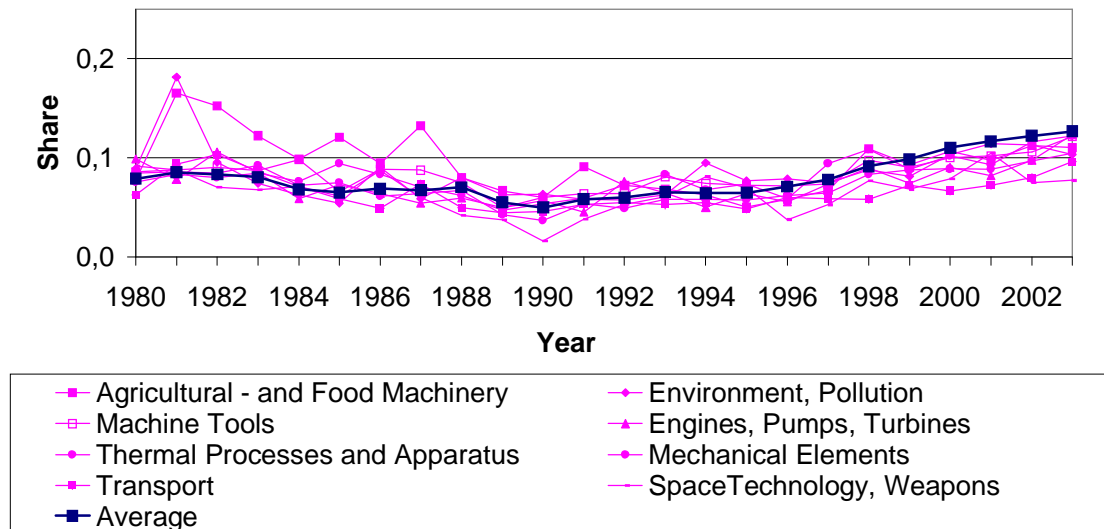 0,2
0,1
0,0
Share
1980 1982 1984 1986 1988 1990 1992 1994 1996 1998 2000 2002
Year
Agricultural - and Food Machinery
Environment, Pollution
Machine Tools
Engines, Pumps, Turbines
Thermal Processes and Apparatus
Mechanical Elements
Transport
SpaceTechnology, Weapons
Average